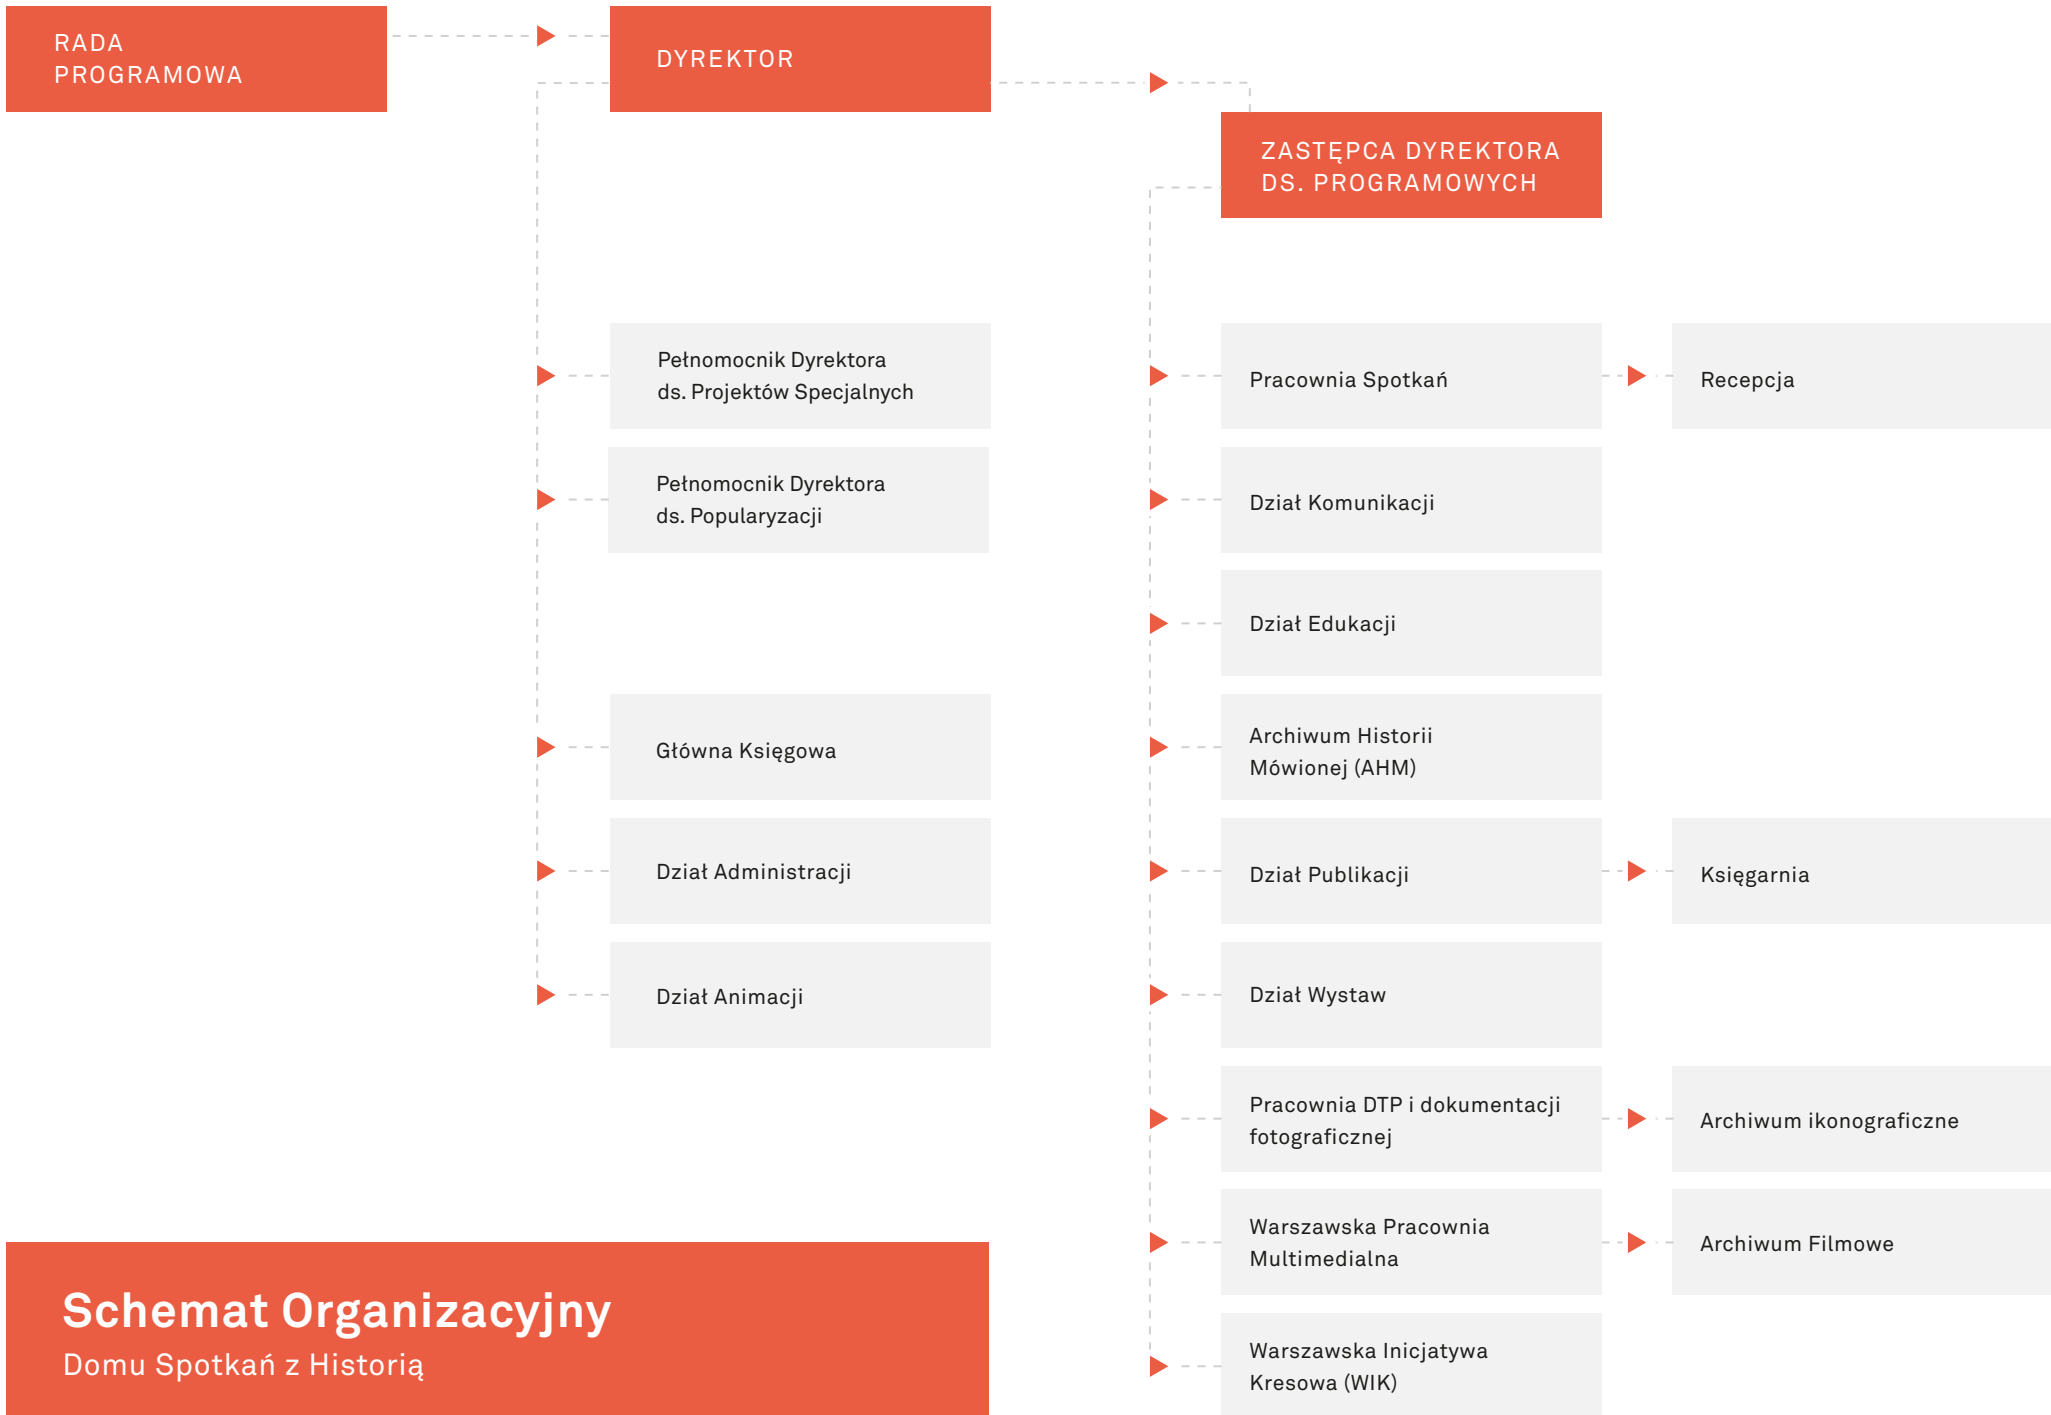 RADA
PROGRAMOWA
DYREKTOR
ZASTĘPCA DYREKTORA
DS. PROGRAMOWYCH
Pełnomocnik Dyrektora
ds. Projektów Specjalnych
Pełnomocnik Dyrektora
ds. Popularyzacji
Główna Księgowa
Dział Administracji
Dział Animacji
Pracownia Spotkań
Recepcja
Dział Komunikacji
Dział Edukacji
Archiwum Historii
Mówionej (AHM)
Dział Publikacji
Księgarnia
Dział Wystaw
Pracownia DTP i dokumentacji
fotograficznej
Archiwum ikonograficzne
Warszawska Pracownia
Multimedialna
Archiwum Filmowe
Warszawska Inicjatywa
Kresowa (WIK)
Schemat Organizacyjny
Domu Spotkań z Historią